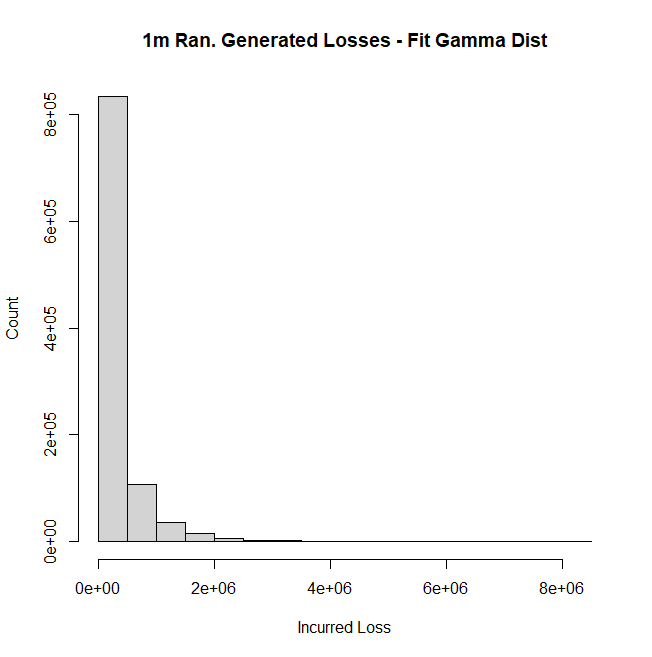 1m Ran. Generated Losses - Fit Gamma Dist
Count
8e+05
6e+05
4e+05
2e+05
0e+00
0e+00 2e+06 4e+06 6e+06 8e+06
Incurred Loss